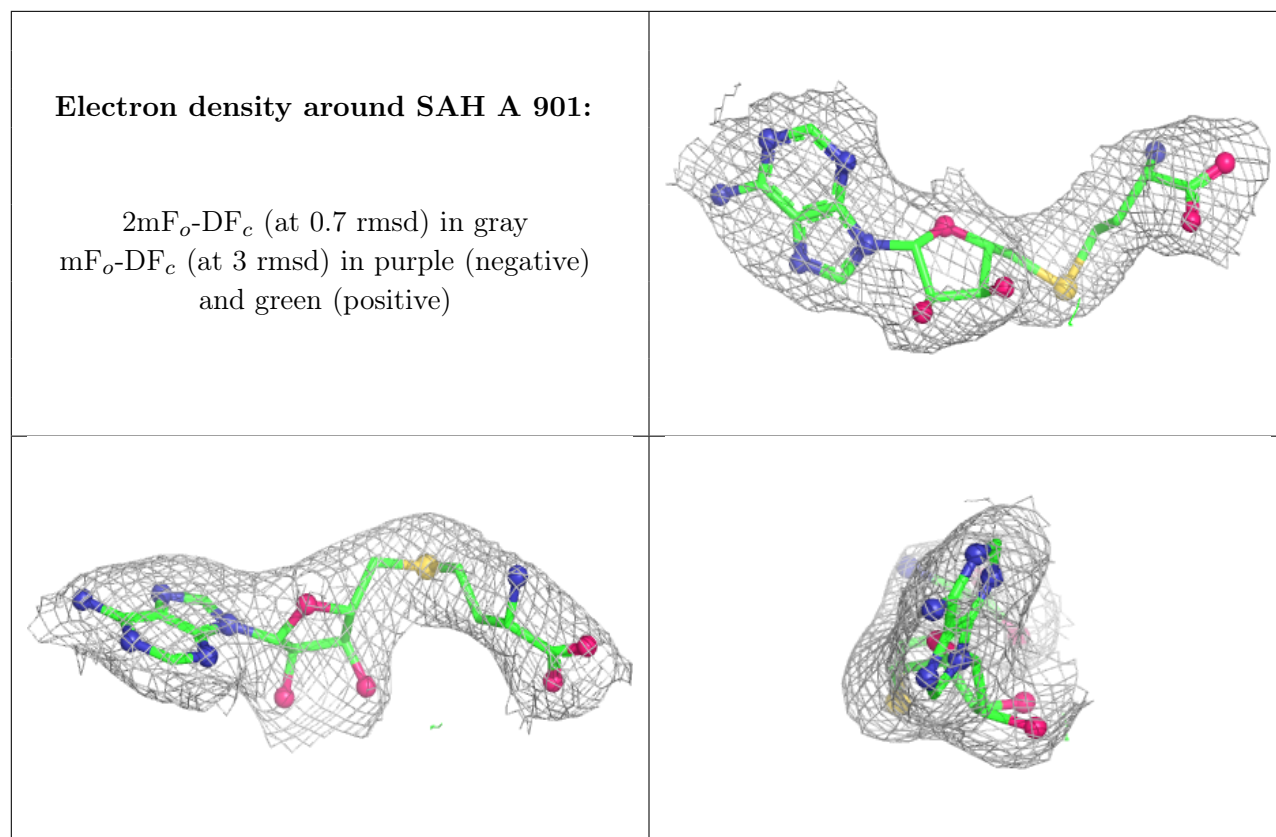 Electron density around SAH A 901:
2mFo-DFc (at 0.7 rmsd) in gray
mFo-DFc (at 3 rmsd) in purple (negative)
and green (positive)